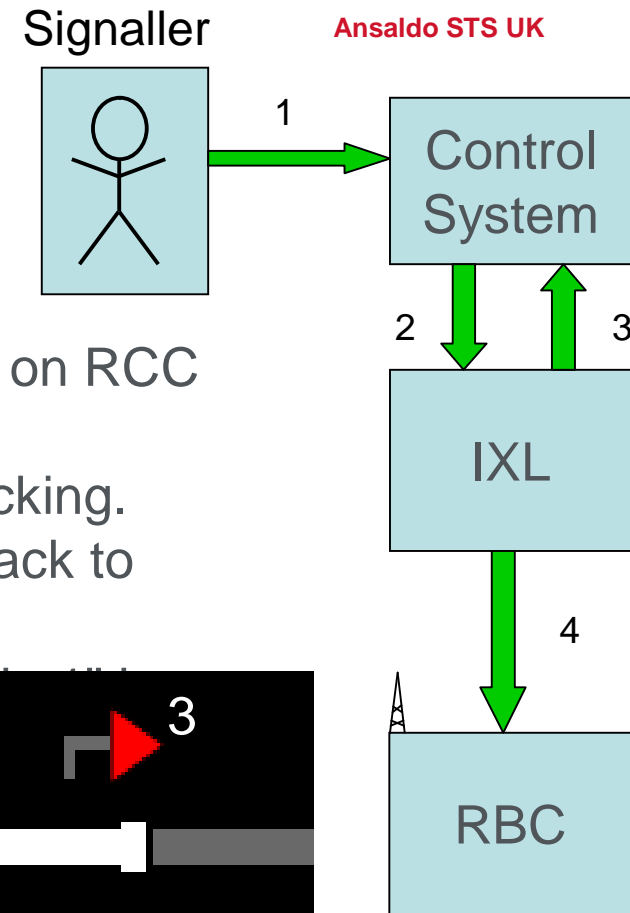 Signaller
Ansaldo STS UK
1
Control
System
2
3
on RCC
IXL
cking.
ack to
4
3
RBC